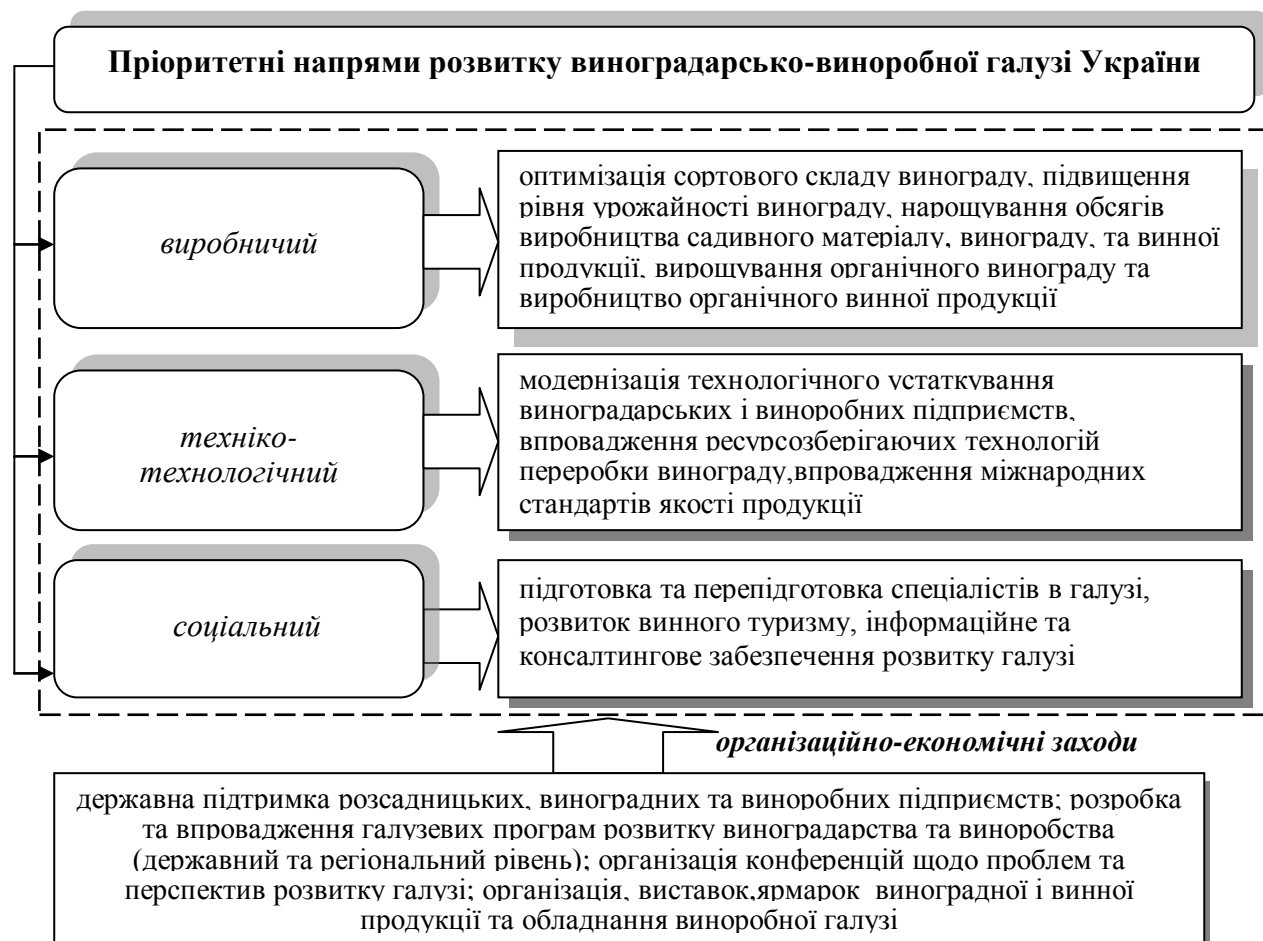 Пріоритетні напрями розвитку виноградарсько-виноробної галузі України
виробничий
оптимізація сортового складу винограду, підвищення
рівня урожайності винограду, нарощування обсягів
виробництва садивного матеріалу, винограду, та винної
продукції, вирощування органічного винограду та
виробництво органічного винної продукції
техніко-
технологічний
модернізація технологічного устаткування
виноградарських і виноробних підприємств,
впровадження ресурсозберігаючих технологій
переробки винограду,впровадження міжнародних
стандартів якості продукції
соціальний
підготовка та перепідготовка спеціалістів в галузі,
розвиток винного туризму, інформаційне та
консалтингове забезпечення розвитку галузі
організаційно-економічні заходи
державна підтримка розсадницьких, виноградних та виноробних підприємств; розробка
та впровадження галузевих програм розвитку виноградарства та виноробства
(державний та регіональний рівень); організація конференцій щодо проблем та
перспектив розвитку галузі; організація, виставок,ярмарок виноградної і винної
продукції та обладнання виноробної галузі